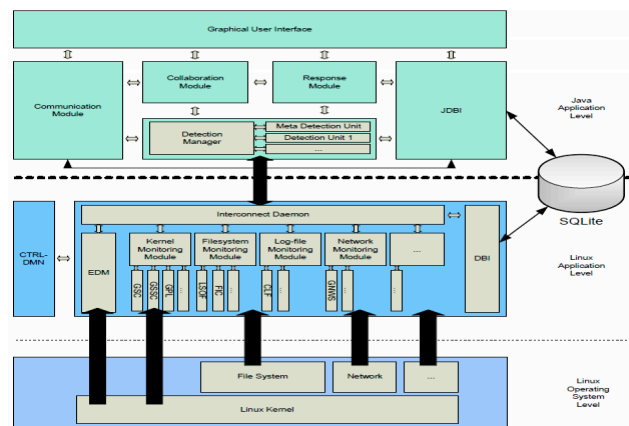 Graphical User Interface
Communication
Module
Collaboration
Module
Response
Module
JDBI
Java
Application
Level
Detection
Manager
Meta Detection Unit
Detection Unit 1
...
SQLite
Interconnect Daemon
CTRL-
DMN
EDM
Kernel
Monitoring
Module
Filesystem
Monitoring
Module
Log-file
Monitoring
Module
Network
Monitoring
Module
...
DBI
Linux
Application
Level
GSC
GSSC
GPL
...
LSOF
FIC
...
CLF
...
GNWS
...
File System
Network
...
Linux Kernel
Linux
Operating
System
Level